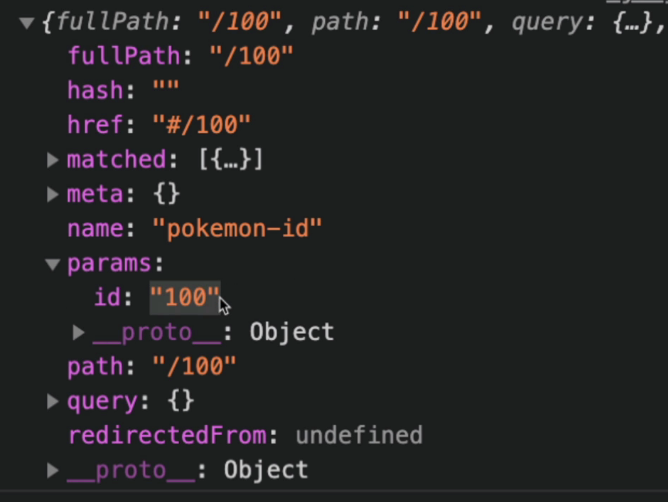 ▼{fullPath: "/100", path: "/100", query: {…},
fullPath: "/100"
hash: ""
href: "#/100"
▶matched: [{…}]
▶meta: {}
name: "pokemon-id"
▼params:
id: "100"
▶__proto__: Object
path: "/100"
▶query: {}
redirectedFrom: undefined
▶__proto__: Object